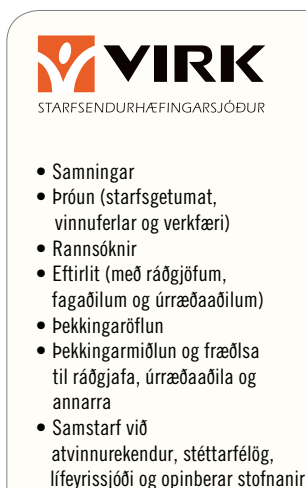 VIRK
STARFSENDURHÆFINGARSJÓÐUR
• Samningar
• Þróun (starfsgetumat,
vinnuferlar og verkfæri)
• Rannsóknir
• Eftirlit (með ráðgjöfum,
fagaðilum og úrræðaaðilum)
• Þekkingaröflun
• Þekkingarmiðlun og fræðlsa
til ráðgjafa, úrræðaaðila og
annarra
• Samstarf við
atvinnurekendur, stéttarfélög,
lífeyrissjóði og opinberar stofnanir